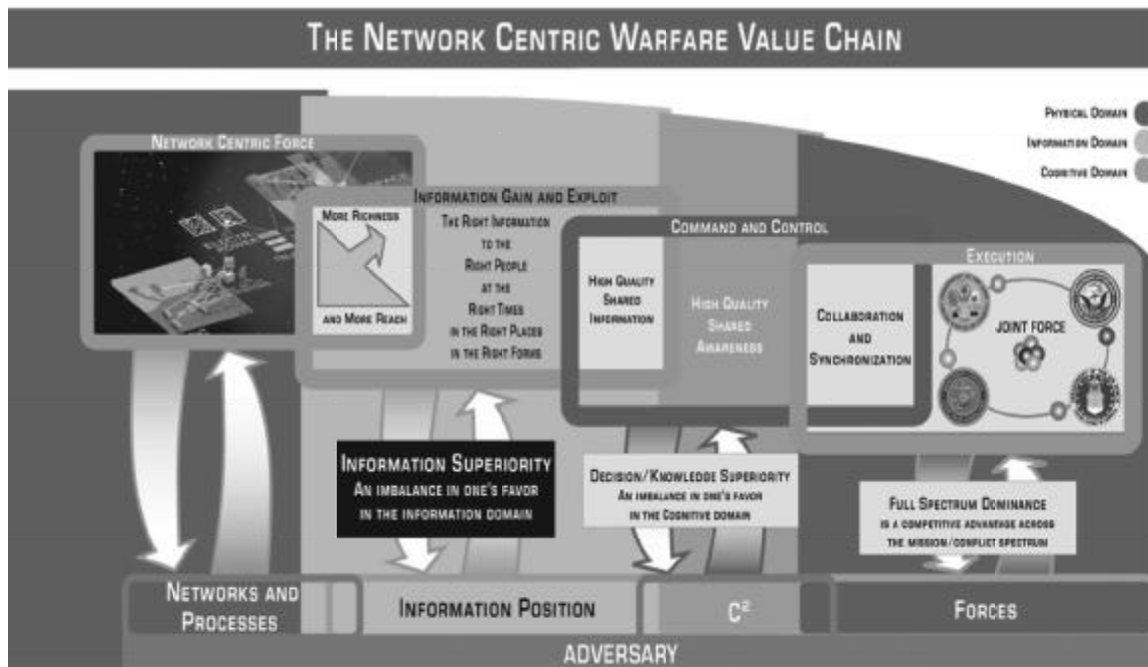 THE NETWORK CENTRIC WARFARE VALUE CHAIN
PHYSICAL DOMAIN
INFORMATION DOMAIN
COGNITIVE DOMAIN
NETWORK CENTRIC FORCE
INFORMATION GAIN AND EXPLOIT
MORE RICHNESS
AND MORE REACH
THE RIGHT INFORMATION
TO THE
RIGHT PEOPLE
AT THE
RIGHT TIMES
IN THE RIGHT PLACES
IN THE RIGHT FORMS
COMMAND AND CONTROL
HIGH QUALITY
SHARED
INFORMATION
HIGH QUALITY
SHARED
AWARENESS
EXECUTION
COLLABORATION
AND
SYNCHRONIZATION
JOINT FORCE
INFORMATION SUPERIORITY
AN IMBALANCE IN ONE'S FAVOR
IN THE INFORMATION DOMAIN
DECISION/KNOWLEDGE SUPERIORITY
AN IMBALANCE IN ONE'S FAVOR
IN THE COGNITIVE DOMAIN
FULL SPECTRUM DOMINANCE
IS A COMPETITIVE ADVANTAGE ACROSS
THE MISSION/CONFLICT SPECTRUM
NETWORKS AND
PROCESSES
INFORMATION POSITION
C²
FORCES
ADVERSARY